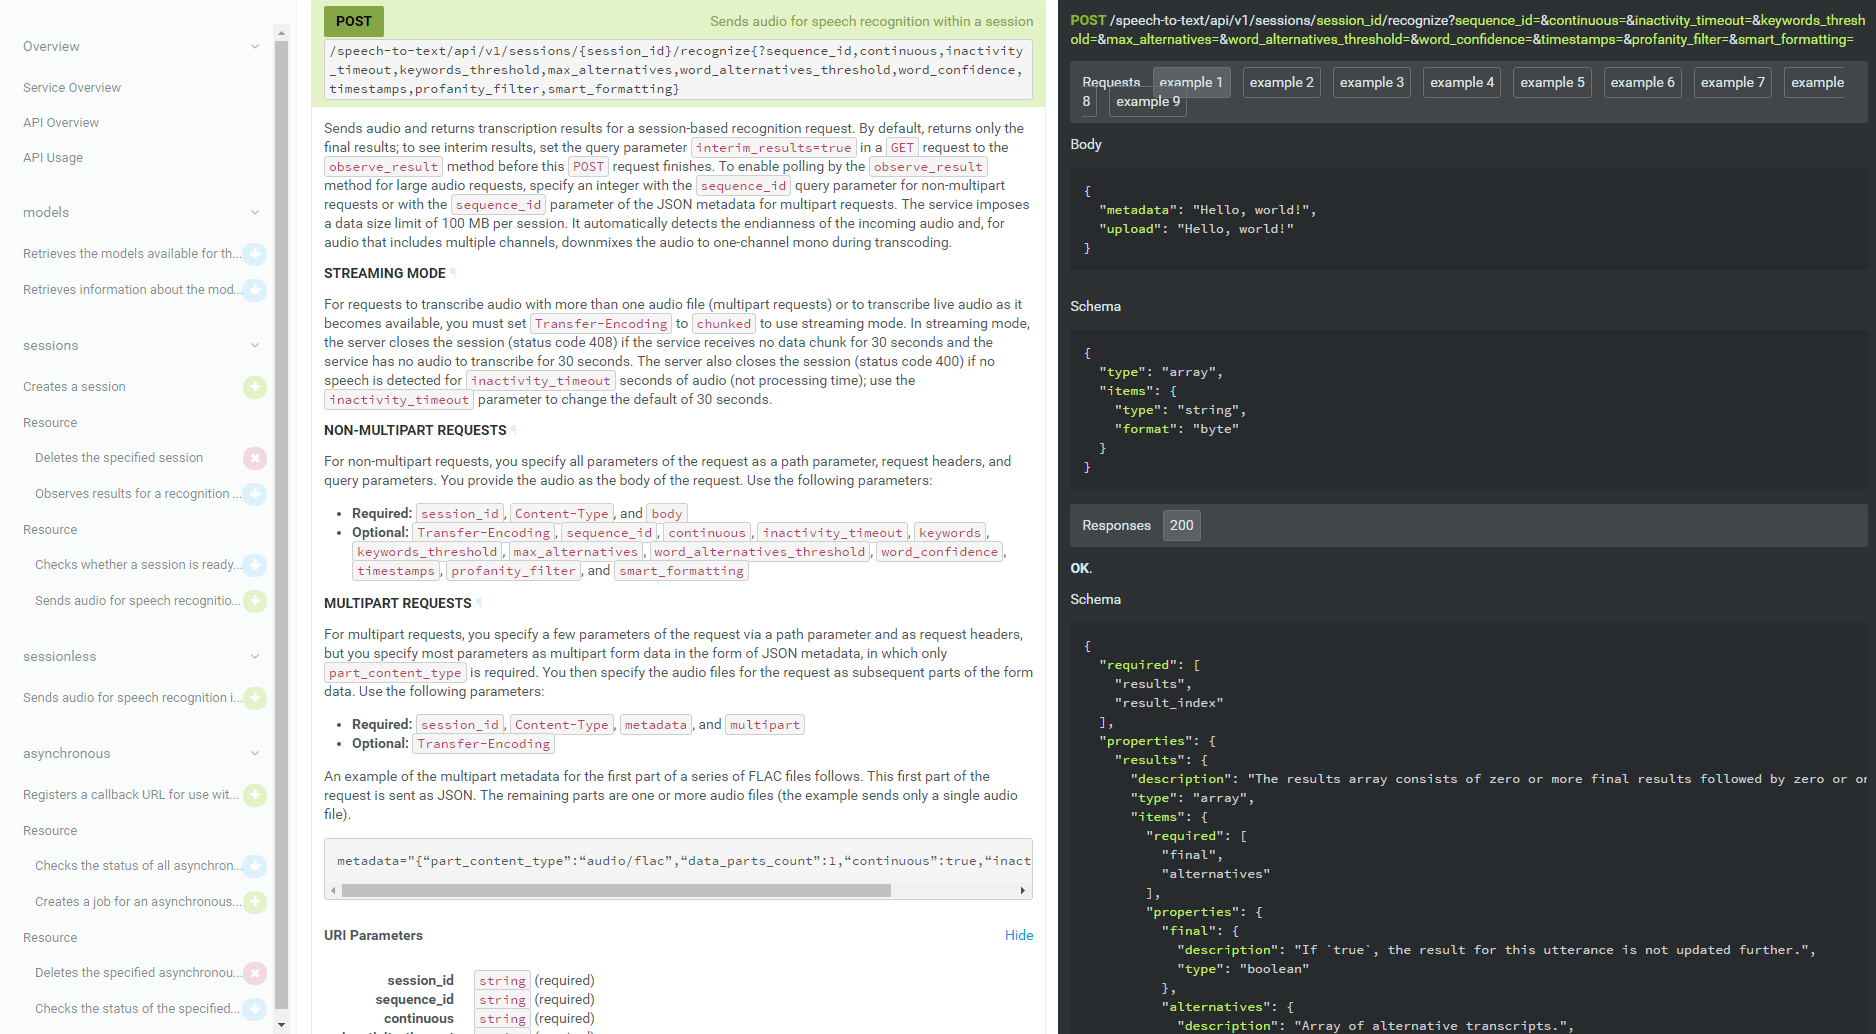 Overview
Service Overview
API Overview
API Usage
models
Retrieves the models available for th...
Retrieves information about the mod...
sessions
Creates a session
Resource
Deletes the specified session
Observes results for a recognition ...
Resource
Checks whether a session is ready...
Sends audio for speech recognitio...
sessionless
Sends audio for speech recognition i...
asynchronous
Registers a callback URL for use wit...
Resource
Checks the status of all asynchron...
Creates a job for an asynchronous...
Resource
Deletes the specified asynchronou...
Checks the status of the specified...
POST Sends audio for speech recognition within a session
/speech-to-text/api/v1/sessions/{session_id}/recognize{?sequence_id,continuous,inactivity
_timeout,keywords_threshold,max_alternatives,word_alternatives_threshold,word_confidence,
timestamps,profanity_filter,smart_formatting}
Sends audio and returns transcription results for a session-based recognition request. By default, returns only the
final results; to see interim results, set the query parameter interim_results=true in a GET request to the
observe_result method before this POST request finishes. To enable polling by the observe_result
method for large audio requests, specify an integer with the sequence_id query parameter for non-multipart
requests or with the sequence_id parameter of the JSON metadata for multipart requests. The service imposes
a data size limit of 100 MB per session. It automatically detects the endianness of the incoming audio and, for
audio that includes multiple channels, downmixes the audio to one-channel mono during transcoding.
STREAMING MODE ¶
For requests to transcribe audio with more than one audio file (multipart requests) or to transcribe live audio as it
becomes available, you must set Transfer-Encoding to chunked to use streaming mode. In streaming mode,
the server closes the session (status code 408) if the service receives no data chunk for 30 seconds and the
service has no audio to transcribe for 30 seconds. The server also closes the session (status code 400) if no
speech is detected for inactivity_timeout seconds of audio (not processing time); use the
inactivity_timeout parameter to change the default of 30 seconds.
NON-MULTIPART REQUESTS ¶
For non-multipart requests, you specify all parameters of the request as a path parameter, request headers, and
query parameters. You provide the audio as the body of the request. Use the following parameters:
• Required: session_id, Content-Type, and body
• Optional: Transfer-Encoding, sequence_id, continuous, inactivity_timeout, keywords,
keywords_threshold, max_alternatives, word_alternatives_threshold, word_confidence,
timestamps, profanity_filter, and smart_formatting
MULTIPART REQUESTS ¶
For multipart requests, you specify a few parameters of the request via a path parameter and as request headers,
but you specify most parameters as multipart form data in the form of JSON metadata, in which only
part_content_type is required. You then specify the audio files for the request as subsequent parts of the form
data. Use the following parameters:
• Required: session_id, Content-Type, metadata, and multipart
• Optional: Transfer-Encoding
An example of the multipart metadata for the first part of a series of FLAC files follows. This first part of the
request is sent as JSON. The remaining parts are one or more audio files (the example sends only a single audio
file).
metadata="{“part_content_type”:“audio/flac”,“data_parts_count”:1,“continuous”:true,“inact
URI Parameters Hide
session_id string (required)
sequence_id string (required)
continuous string (required)
POST /speech-to-text/api/v1/sessions/session_id/recognize?sequence_id=&continuous=&inactivity_timeout=&keywords_thresh
old=&max_alternatives=&word_alternatives_threshold=&word_confidence=&timestamps=&profanity_filter=&smart_formatting=
Requests example 1 example 2 example 3 example 4 example 5 example 6 example 7 example
8 example 9
Body
{
"metadata": "Hello, world!",
"upload": "Hello, world!"
}
Schema
{
"type": "array",
"items": {
"type": "string",
"format": "byte"
}
}
Responses 200
OK.
Schema
{
"required": [
"results",
"result_index"
],
"properties": {
"results": {
"description": "The results array consists of zero or more final results followed by zero or or
"type": "array",
"items": {
"required": [
"final",
"alternatives"
],
"properties": {
"final": {
"description": "If `true`, the result for this utterance is not updated further.",
"type": "boolean"
},
"alternatives": {
"description": "Array of alternative transcripts.",